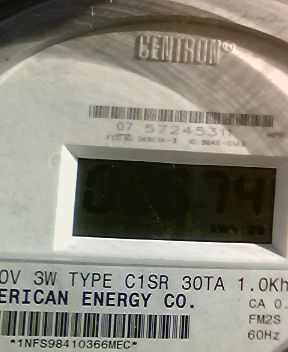 CENTRON®
07 57245311
74
kWh
0V 3W TYPE C1SR 30TA 1.0Kh
ERICAN ENERGY CO.
CA 0.
FM2S
60Hz
*1NFS98410366MEC*